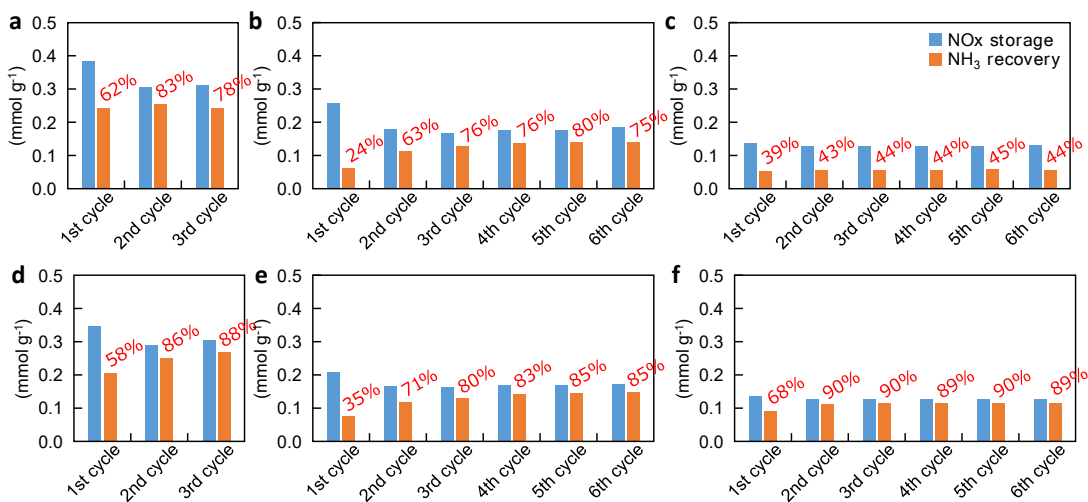 a
(mmol g-1)
0.5
0.4
0.3
0.2
0.1
0.0
62%
83%
78%
1st cycle
2nd cycle
3rd cycle
b
(mmol g-1)
0.5
0.4
0.3
0.2
0.1
0.0
24%
63%
76%
76%
80%
75%
1st cycle
2nd cycle
3rd cycle
4th cycle
5th cycle
6th cycle
c
(mmol g-1)
0.5
0.4
0.3
0.2
0.1
0.0
NOx storage
NH3 recovery
39%
43%
44%
44%
45%
44%
1st cycle
2nd cycle
3rd cycle
4th cycle
5th cycle
6th cycle
d
(mmol g-1)
0.5
0.4
0.3
0.2
0.1
0.0
58%
86%
88%
1st cycle
2nd cycle
3rd cycle
e
(mmol g-1)
0.5
0.4
0.3
0.2
0.1
0.0
35%
71%
80%
83%
85%
85%
1st cycle
2nd cycle
3rd cycle
4th cycle
5th cycle
6th cycle
f
(mmol g-1)
0.5
0.4
0.3
0.2
0.1
0.0
68%
90%
90%
89%
90%
89%
1st cycle
2nd cycle
3rd cycle
4th cycle
5th cycle
6th cycle